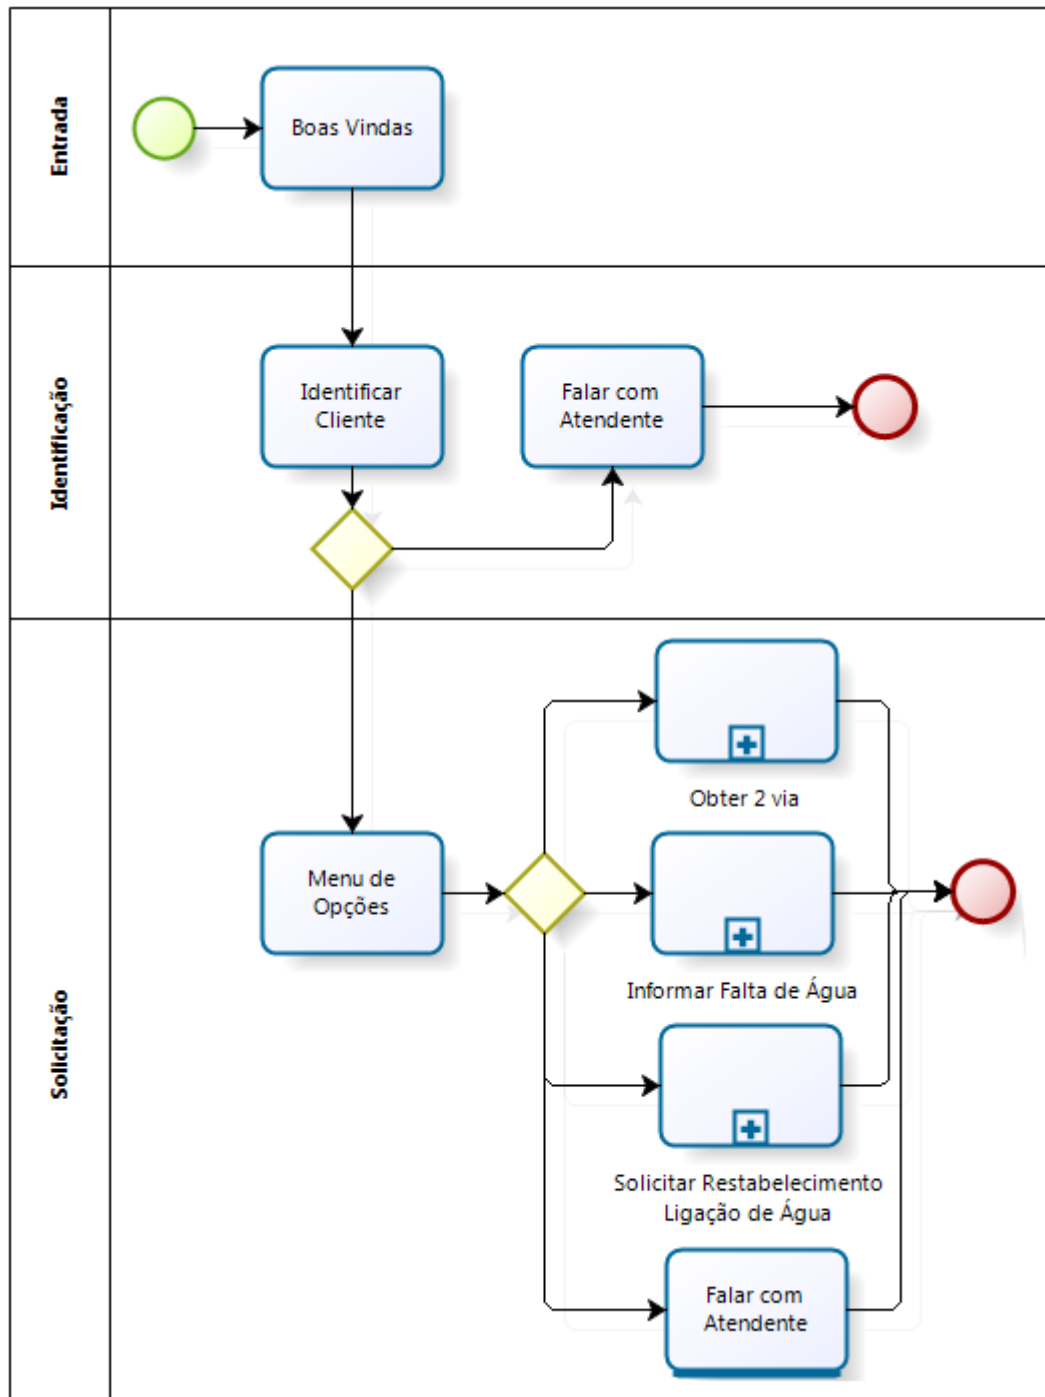 Entrada
Boas Vindas
Identificação
Identificar
Cliente
Falar com
Atendente
Solicitação
Obter 2 via
Menu de
Opções
Informar Falta de Água
Solicitar Restabelecimento
Ligação de Água
Falar com
Atendente